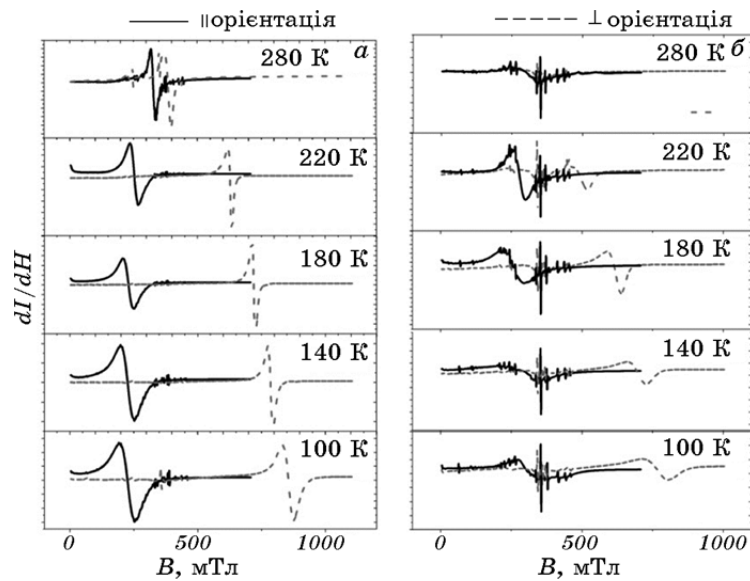 || орієнтація
⊥ орієнтація
280 К а
280 К б
220 К
220 К
180 К
180 К
140 К
140 К
100 К
100 К
dI/dH
0 500 1000
0 500 1000
B, мТл
B, мТл